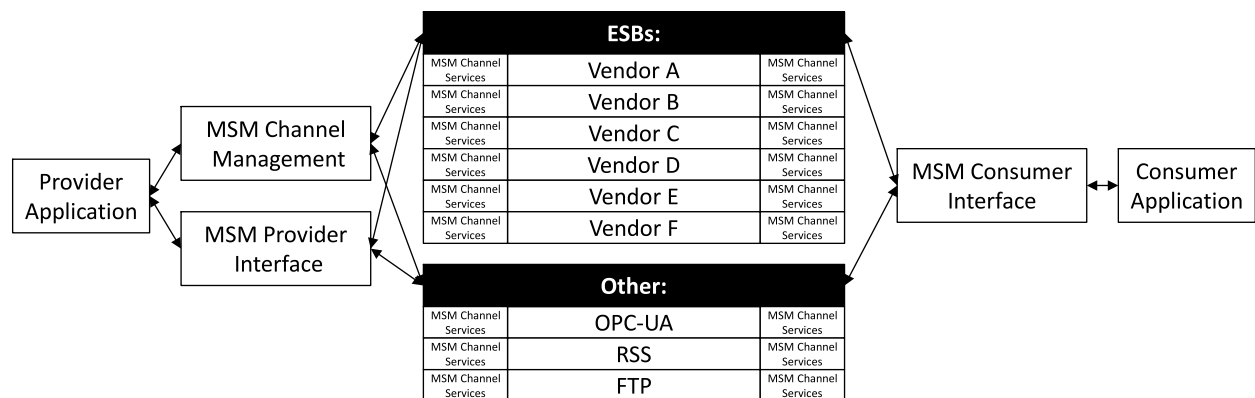 Provider
Application
MSM Channel
Management
MSM Provider
Interface
ESBs:
MSM Channel
Services
Vendor A
MSM Channel
Services
MSM Channel
Services
Vendor B
MSM Channel
Services
MSM Channel
Services
Vendor C
MSM Channel
Services
MSM Channel
Services
Vendor D
MSM Channel
Services
MSM Channel
Services
Vendor E
MSM Channel
Services
MSM Channel
Services
Vendor F
MSM Channel
Services
Other:
MSM Channel
Services
OPC-UA
MSM Channel
Services
MSM Channel
Services
RSS
MSM Channel
Services
MSM Channel
Services
FTP
MSM Channel
Services
MSM Consumer
Interface
Consumer
Application